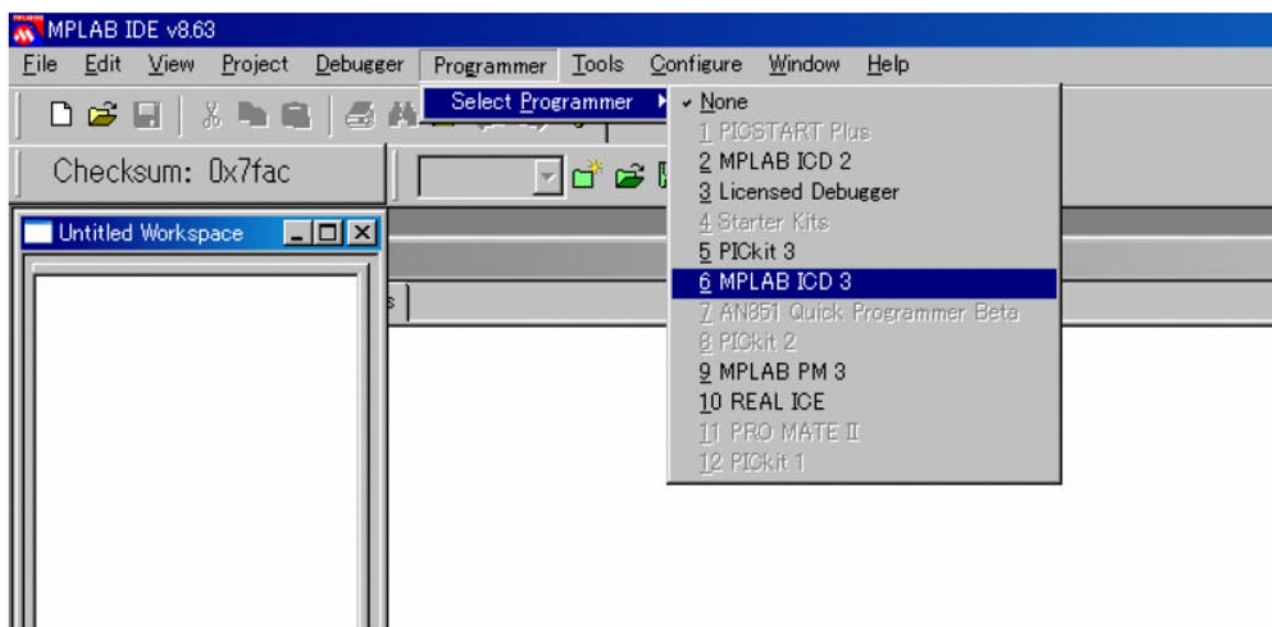 MPLAB IDE v8.63
File Edit View Project Debugger Programmer Tools Configure Window Help
Select Programmer
None
1 PICSTART Plus
2 MPLAB ICD 2
3 Licensed Debugger
4 Starter Kits
5 PICkit 3
6 MPLAB ICD 3
7 AN851 Quick Programmer Beta
8 PICkit 2
9 MPLAB PM 3
10 REAL ICE
11 PRO MATE II
12 PICkit 1
Checksum: 0x7fac
Untitled Workspace